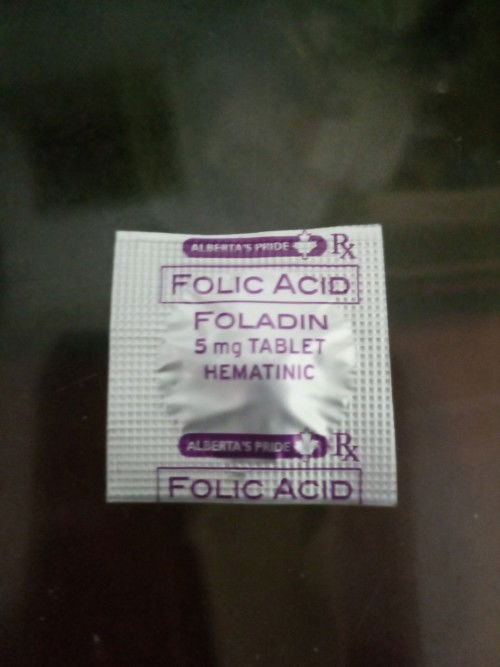 ALBERTA'S PRIDE Rx
FOLIC ACID
FOLADIN
5 mg TABLET
HEMATINIC
ALBERTA'S PRIDE Rx
FOLIC ACID